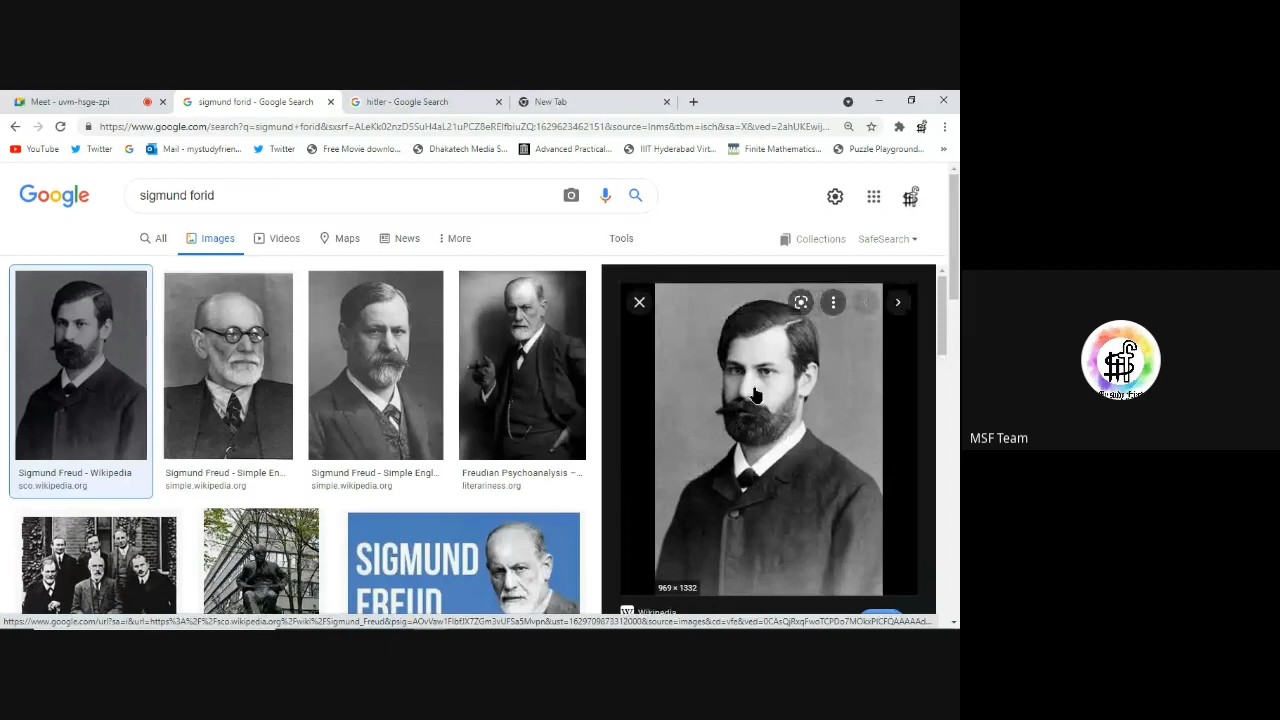 Meet - uvm-hsge-zpi
sigmund forid - Google Search
hitler - Google Search
New Tab
YouTube
Twitter
Mail - mystudyfrien...
Twitter
Free Movie downlo...
Dhakatech Media S...
Advanced Practical...
IIIT Hyderabad Virt...
Finite Mathematics...
Puzzle Playground...
Google
sigmund forid
All
Images
Videos
Maps
News
More
Tools
Collections
SafeSearch
Sigmund Freud - Wikipedia
sco.wikipedia.org
Sigmund Freud - Simple En...
simple.wikipedia.org
Sigmund Freud - Simple Engl...
simple.wikipedia.org
Freudian Psychoanalysis –...
literariness.org
969 × 1332
Wikipedia
SIGMUND
FREUD
MSF Team